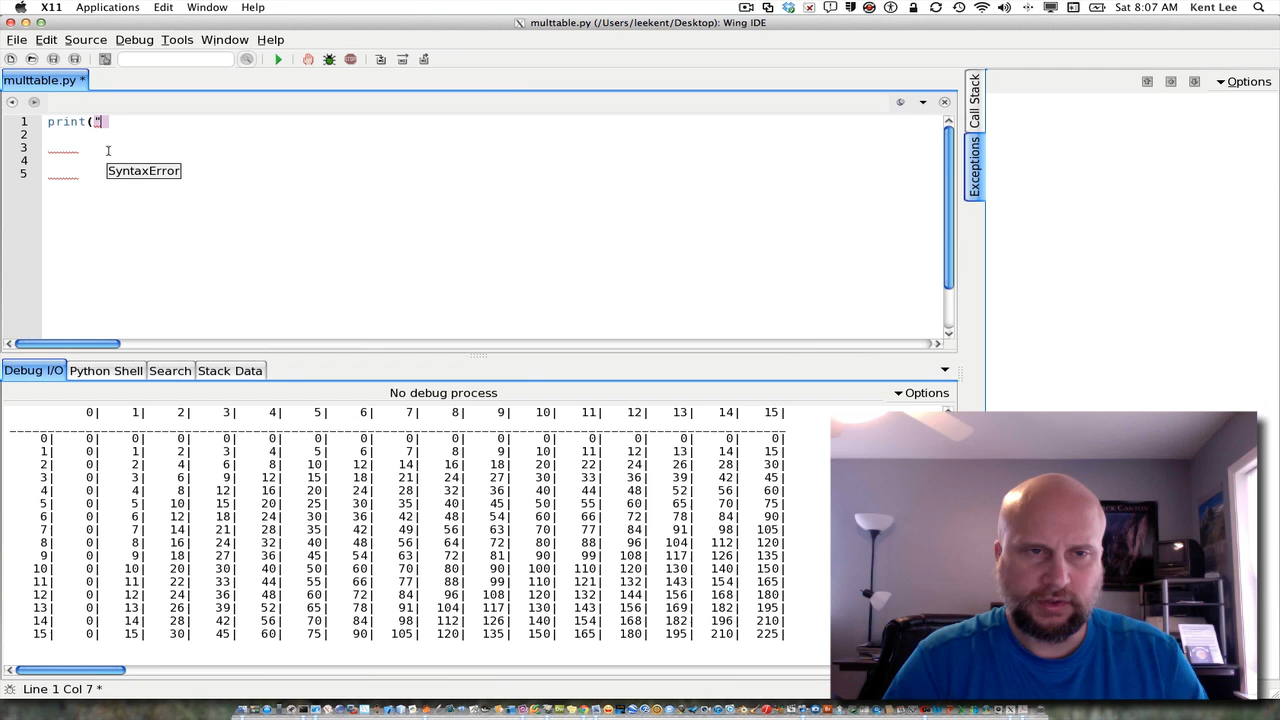 X11 Applications Edit Window Help Sat 8:07 AM Kent Lee
multtable.py (/Users/leekent/Desktop): Wing IDE
File Edit Source Debug Tools Window Help
multtable.py * Options
1 print("
2
3
4
5
SyntaxError
Call Stack
Exceptions
Debug I/O Python Shell Search Stack Data
No debug process Options
0| 1| 2| 3| 4| 5| 6| 7| 8| 9| 10| 11| 12| 13| 14| 15|
0| 0| 0| 0| 0| 0| 0| 0| 0| 0| 0| 0| 0| 0| 0| 0| 0|
1| 0| 1| 2| 3| 4| 5| 6| 7| 8| 9| 10| 11| 12| 13| 14| 15|
2| 0| 2| 4| 6| 8| 10| 12| 14| 16| 18| 20| 22| 24| 26| 28| 30|
3| 0| 3| 6| 9| 12| 15| 18| 21| 24| 27| 30| 33| 36| 39| 42| 45|
4| 0| 4| 8| 12| 16| 20| 24| 28| 32| 36| 40| 44| 48| 52| 56| 60|
5| 0| 5| 10| 15| 20| 25| 30| 35| 40| 45| 50| 55| 60| 65| 70| 75|
6| 0| 6| 12| 18| 24| 30| 36| 42| 48| 54| 60| 66| 72| 78| 84| 90|
7| 0| 7| 14| 21| 28| 35| 42| 49| 56| 63| 70| 77| 84| 91| 98| 105|
8| 0| 8| 16| 24| 32| 40| 48| 56| 64| 72| 80| 88| 96| 104| 112| 120|
9| 0| 9| 18| 27| 36| 45| 54| 63| 72| 81| 90| 99| 108| 117| 126| 135|
10| 0| 10| 20| 30| 40| 50| 60| 70| 80| 90| 100| 110| 120| 130| 140| 150|
11| 0| 11| 22| 33| 44| 55| 66| 77| 88| 99| 110| 121| 132| 143| 154| 165|
12| 0| 12| 24| 36| 48| 60| 72| 84| 96| 108| 120| 132| 144| 156| 168| 180|
13| 0| 13| 26| 39| 52| 65| 78| 91| 104| 117| 130| 143| 156| 169| 182| 195|
14| 0| 14| 28| 42| 56| 70| 84| 98| 112| 126| 140| 154| 168| 182| 196| 210|
15| 0| 15| 30| 45| 60| 75| 90| 105| 120| 135| 150| 165| 180| 195| 210| 225|
Line 1 Col 7 *